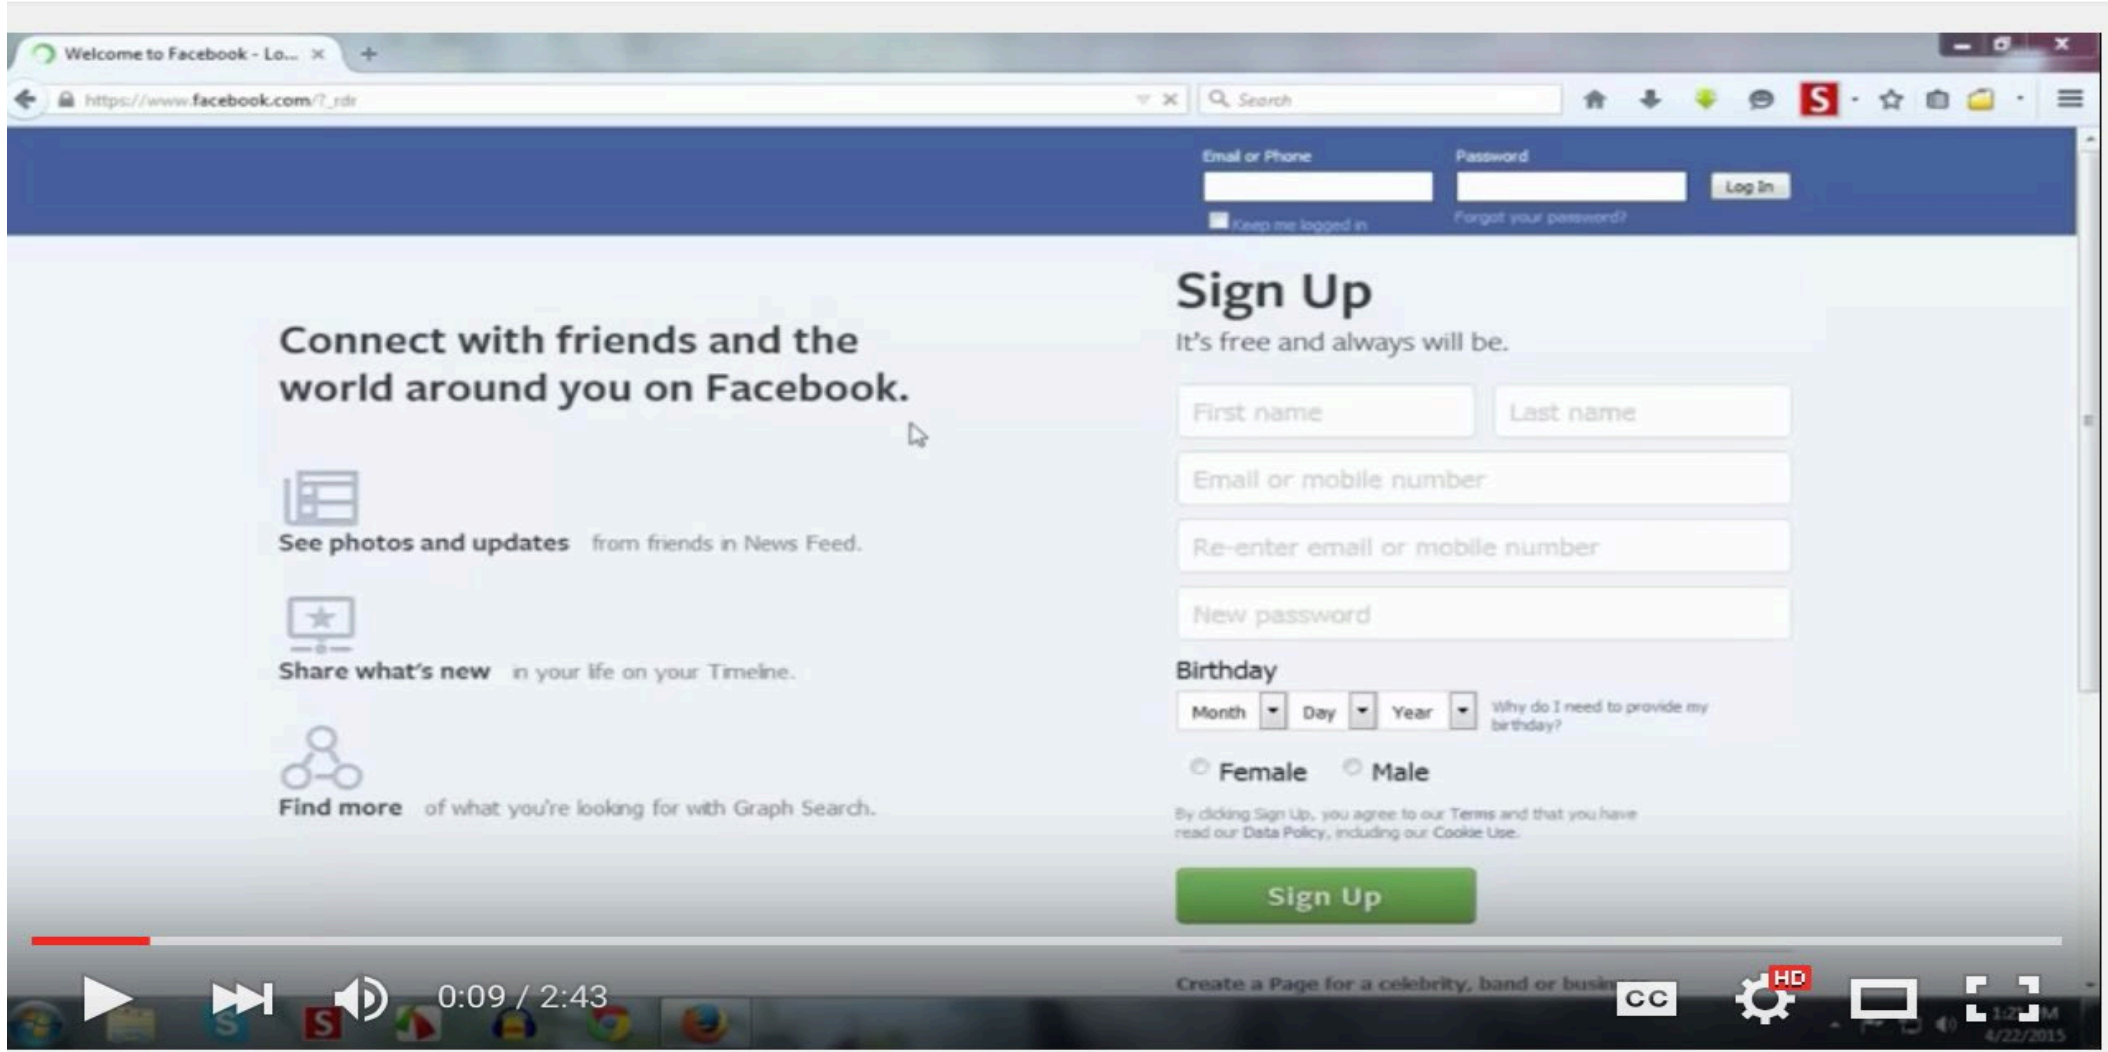 Welcome to Facebook - Lo...
https://www.facebook.com/?_rdr
Search
S
Email or Phone
Password
Log In
Keep me logged in
Forgot your password?
Sign Up
It's free and always will be.
Connect with friends and the
world around you on Facebook.
First name
Last name
Email or mobile number
Re-enter email or mobile number
New password
See photos and updates from friends in News Feed.
Share what's new in your life on your Timeline.
Find more of what you're looking for with Graph Search.
Birthday
Month
Day
Year
Why do I need to provide my
birthday?
Female
Male
By clicking Sign Up, you agree to our Terms and that you have
read our Data Policy, including our Cookie Use.
Sign Up
Create a Page for a celebrity, band or
0:09 / 2:43
CC
HD
S
S
4/22/2015